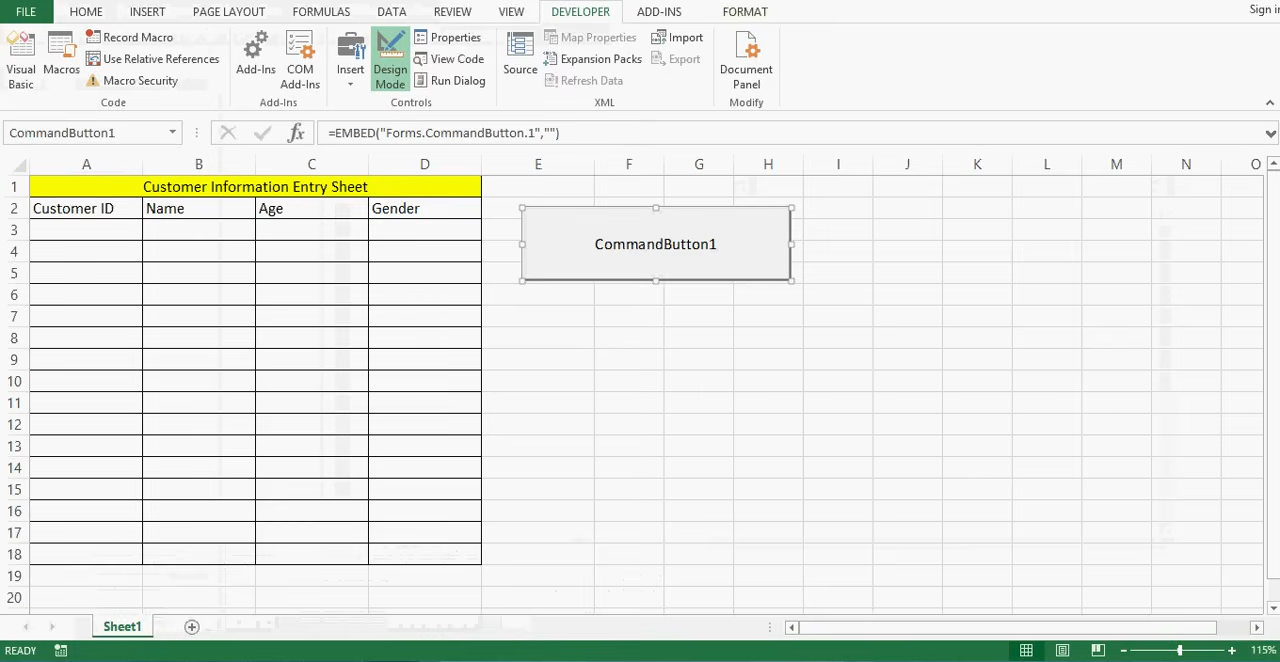 FILE HOME INSERT PAGE LAYOUT FORMULAS DATA REVIEW VIEW DEVELOPER ADD-INS FORMAT Sign in
Visual Basic
Macros
Record Macro
Use Relative References
Macro Security
Code
Add-Ins
COM Add-Ins
Add-Ins
Insert
Design Mode
Properties
View Code
Run Dialog
Controls
Source
Map Properties
Expansion Packs
Refresh Data
Import
Export
XML
Document Panel
Modify
CommandButton1 fx =EMBED("Forms.CommandButton.1","")
A B C D E F G H I J K L M N O
1 Customer Information Entry Sheet
2 Customer ID Name Age Gender
3
CommandButton1
4
5
6
7
8
9
10
11
12
13
14
15
16
17
18
19
20
Sheet1
READY 115%